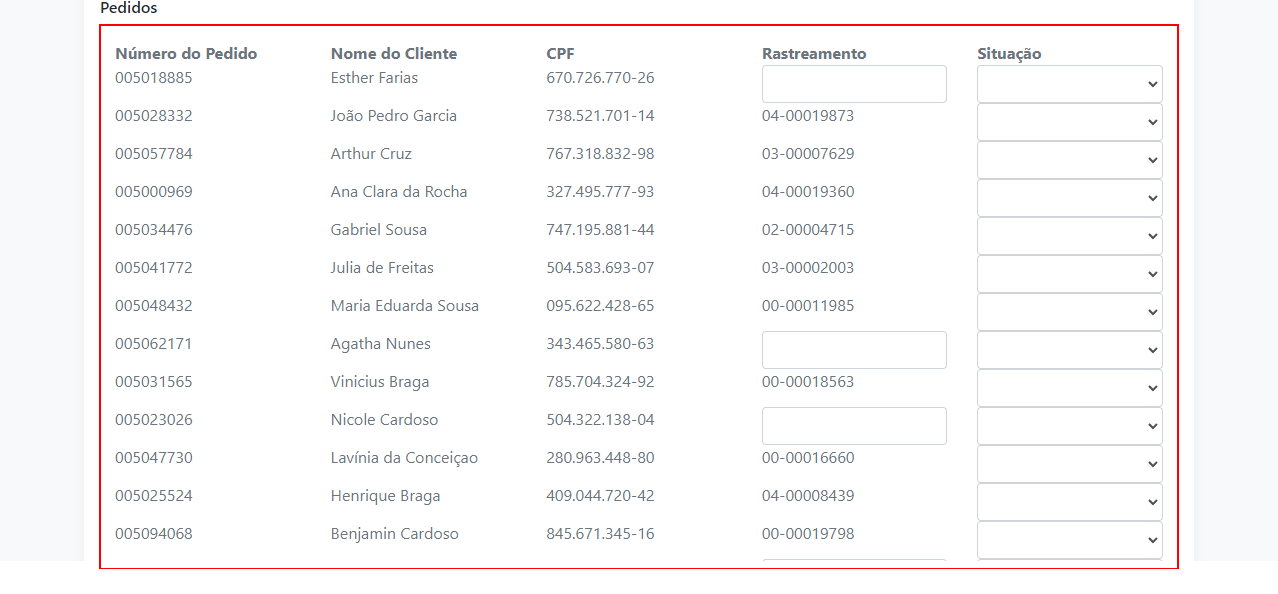 Pedidos
Número do Pedido Nome do Cliente CPF Rastreamento Situação
005018885 Esther Farias 670.726.770-26
005028332 João Pedro Garcia 738.521.701-14 04-00019873
005057784 Arthur Cruz 767.318.832-98 03-00007629
005000969 Ana Clara da Rocha 327.495.777-93 04-00019360
005034476 Gabriel Sousa 747.195.881-44 02-00004715
005041772 Julia de Freitas 504.583.693-07 03-00002003
005048432 Maria Eduarda Sousa 095.622.428-65 00-00011985
005062171 Agatha Nunes 343.465.580-63
005031565 Vinicius Braga 785.704.324-92 00-00018563
005023026 Nicole Cardoso 504.322.138-04
005047730 Lavínia da Conceiçao 280.963.448-80 00-00016660
005025524 Henrique Braga 409.044.720-42 04-00008439
005094068 Benjamin Cardoso 845.671.345-16 00-00019798